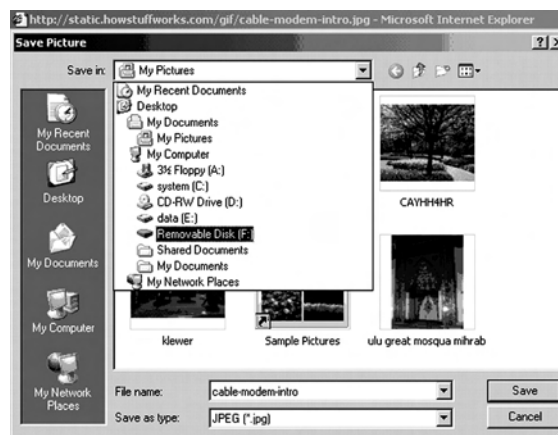 http://static.howstuffworks.com/gif/cable-modem-intro.jpg - Microsoft Internet Explorer
Save Picture
Save in:
My Pictures
My Recent Documents
Desktop
My Documents
My Pictures
My Computer
3½ Floppy (A:)
system (C:)
CD-RW Drive (D:)
data (E:)
Removable Disk (F:)
Shared Documents
My Documents
My Network Places
My Recent
Documents
Desktop
My Documents
My Computer
My Network
Places
CAYHH4HR
klewer
Sample Pictures
ulu great mosqua mihrab
File name:
cable-modem-intro
Save
Save as type:
JPEG (*.jpg)
Cancel